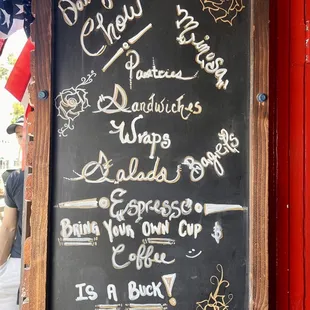 Chow
Mimosas
Pastries
Sandwiches
Wraps
Bagels
Salads
Espresso
Bring Your Own Cup
Coffee
Is A Buck!